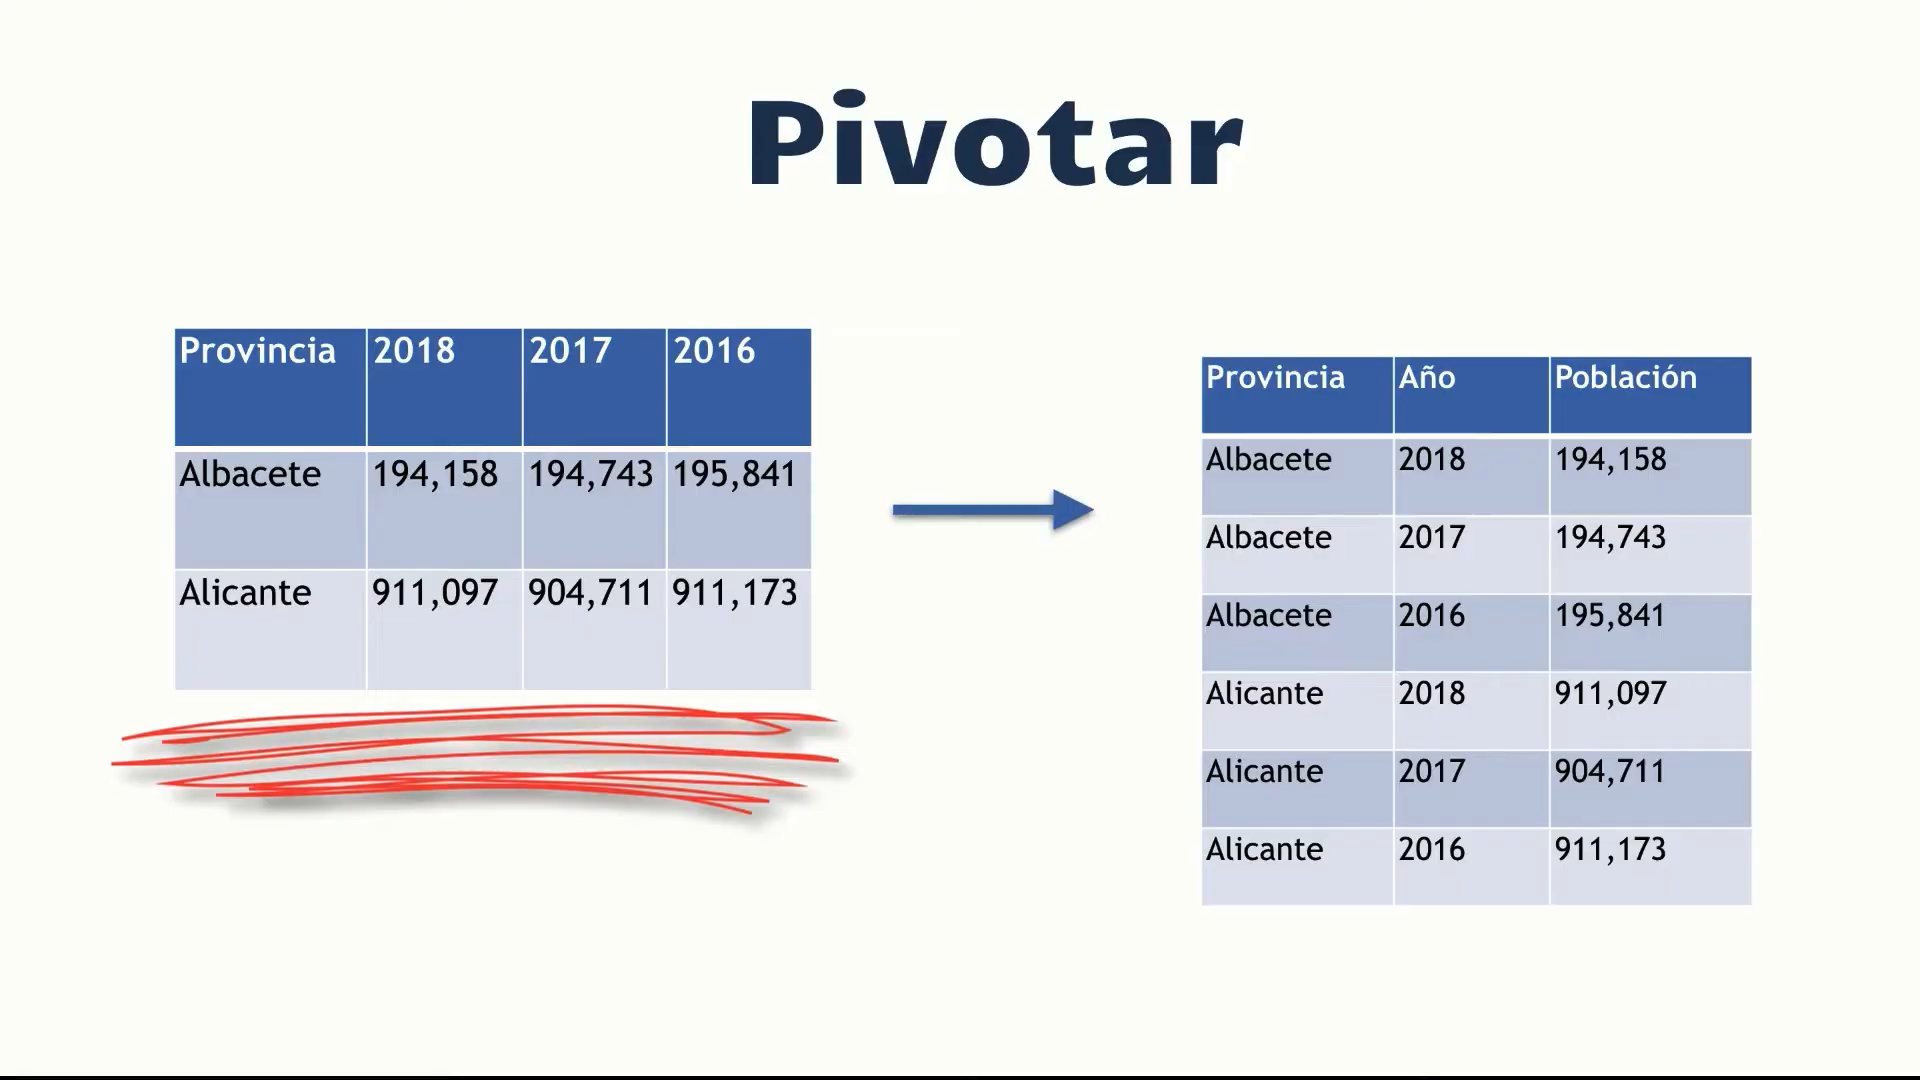 Pivotar
Provincia 2018 2017 2016
Albacete 194,158 194,743 195,841
Alicante 911,097 904,711 911,173
Provincia Año Población
Albacete 2018 194,158
Albacete 2017 194,743
Albacete 2016 195,841
Alicante 2018 911,097
Alicante 2017 904,711
Alicante 2016 911,173